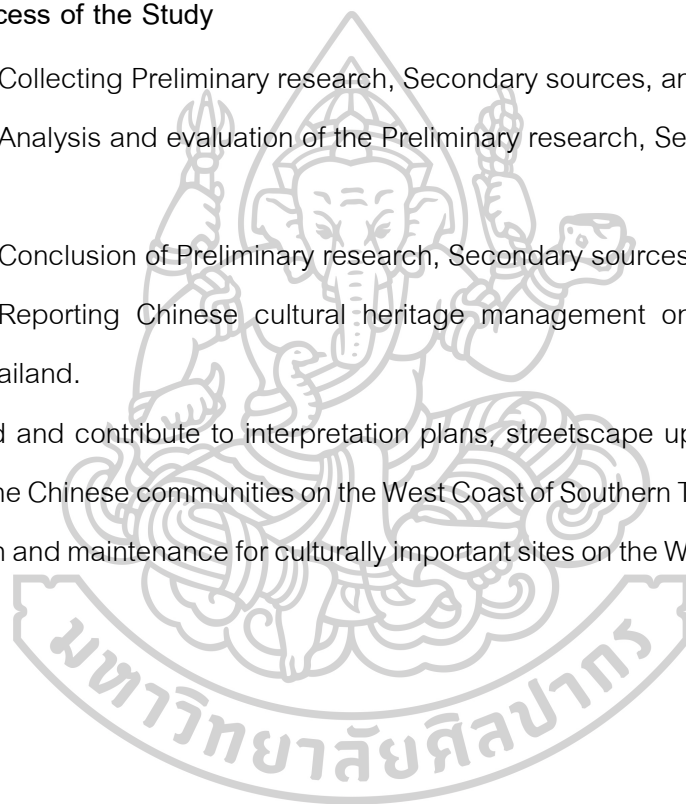 cess of the Study
Collecting Preliminary research, Secondary sources, an
Analysis and evaluation of the Preliminary research, Se
Conclusion of Preliminary research, Secondary sources
Reporting Chinese cultural heritage management on
ailand.
d and contribute to interpretation plans, streetscape up
ne Chinese communities on the West Coast of Southern T
n and maintenance for culturally important sites on the W
มหาวิทยาลัยศิลปากร